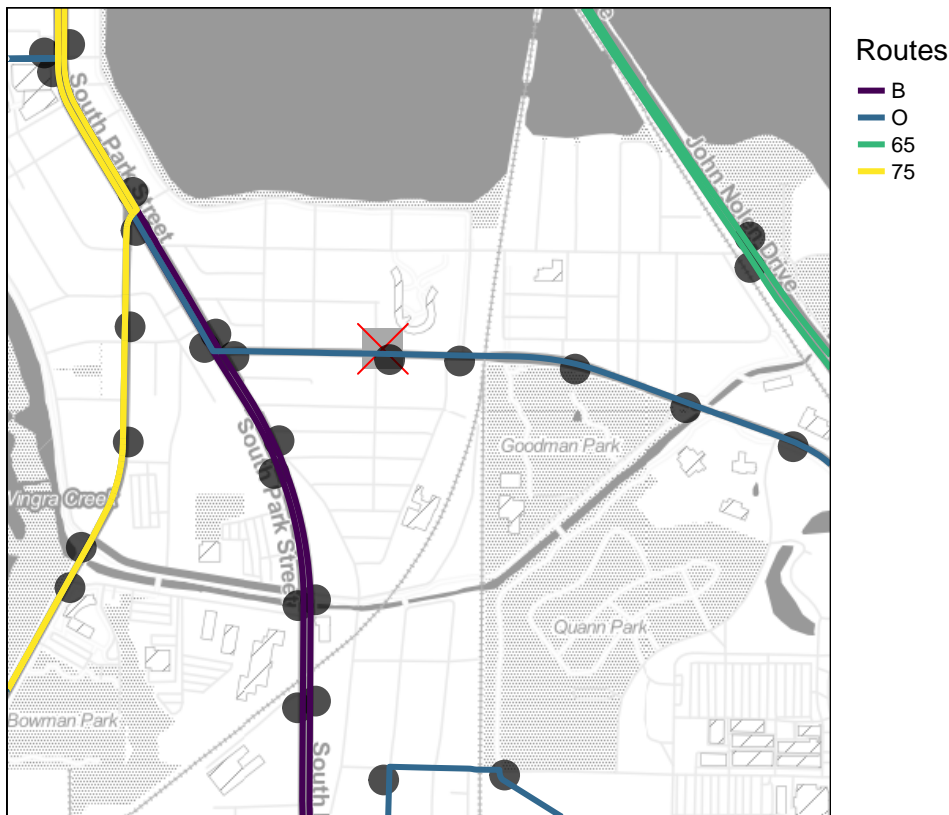 Routes
B
O
65
75
South Park Street
John Nolen Drive
South Park Street
Goodman Park
Wingra Creek
Quann Park
Bowman Park
South